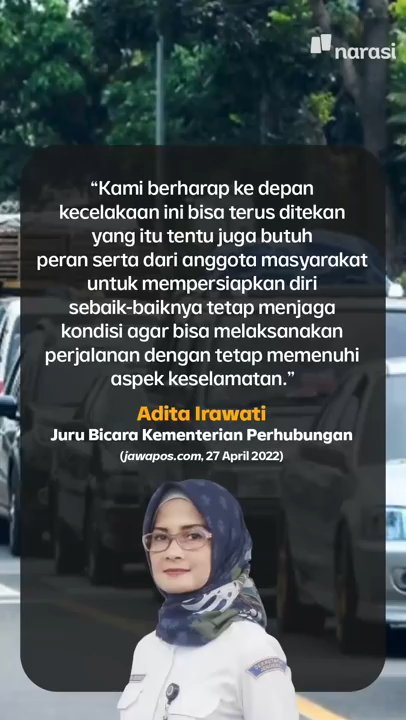 narasi
“Kami berharap ke depan
kecelakaan ini bisa terus ditekan
yang itu tentu juga butuh
peran serta dari anggota masyarakat
untuk mempersiapkan diri
sebaik-baiknya tetap menjaga
kondisi agar bisa melaksanakan
perjalanan dengan tetap memenuhi
aspek keselamatan.”
Adita Irawati
Juru Bicara Kementerian Perhubungan
(jawapos.com, 27 April 2022)